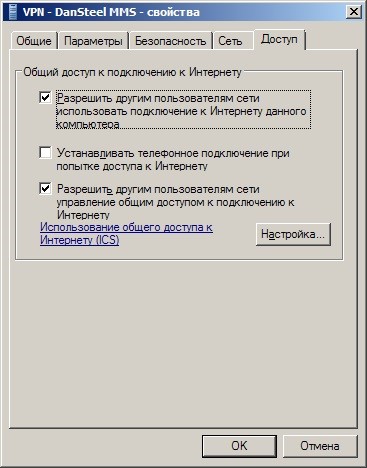 VPN - DanSteel MMS - свойства
Общие
Параметры
Безопасность
Сеть
Доступ
Общий доступ к подключению к Интернету
Разрешить другим пользователям сети
использовать подключение к Интернету данного
компьютера
Устанавливать телефонное подключение при
попытке доступа к Интернету
Разрешить другим пользователям сети
управление общим доступом к подключению к
Интернету
Использование общего доступа к
Интернету (ICS)
Настройка...
OK
Отмена